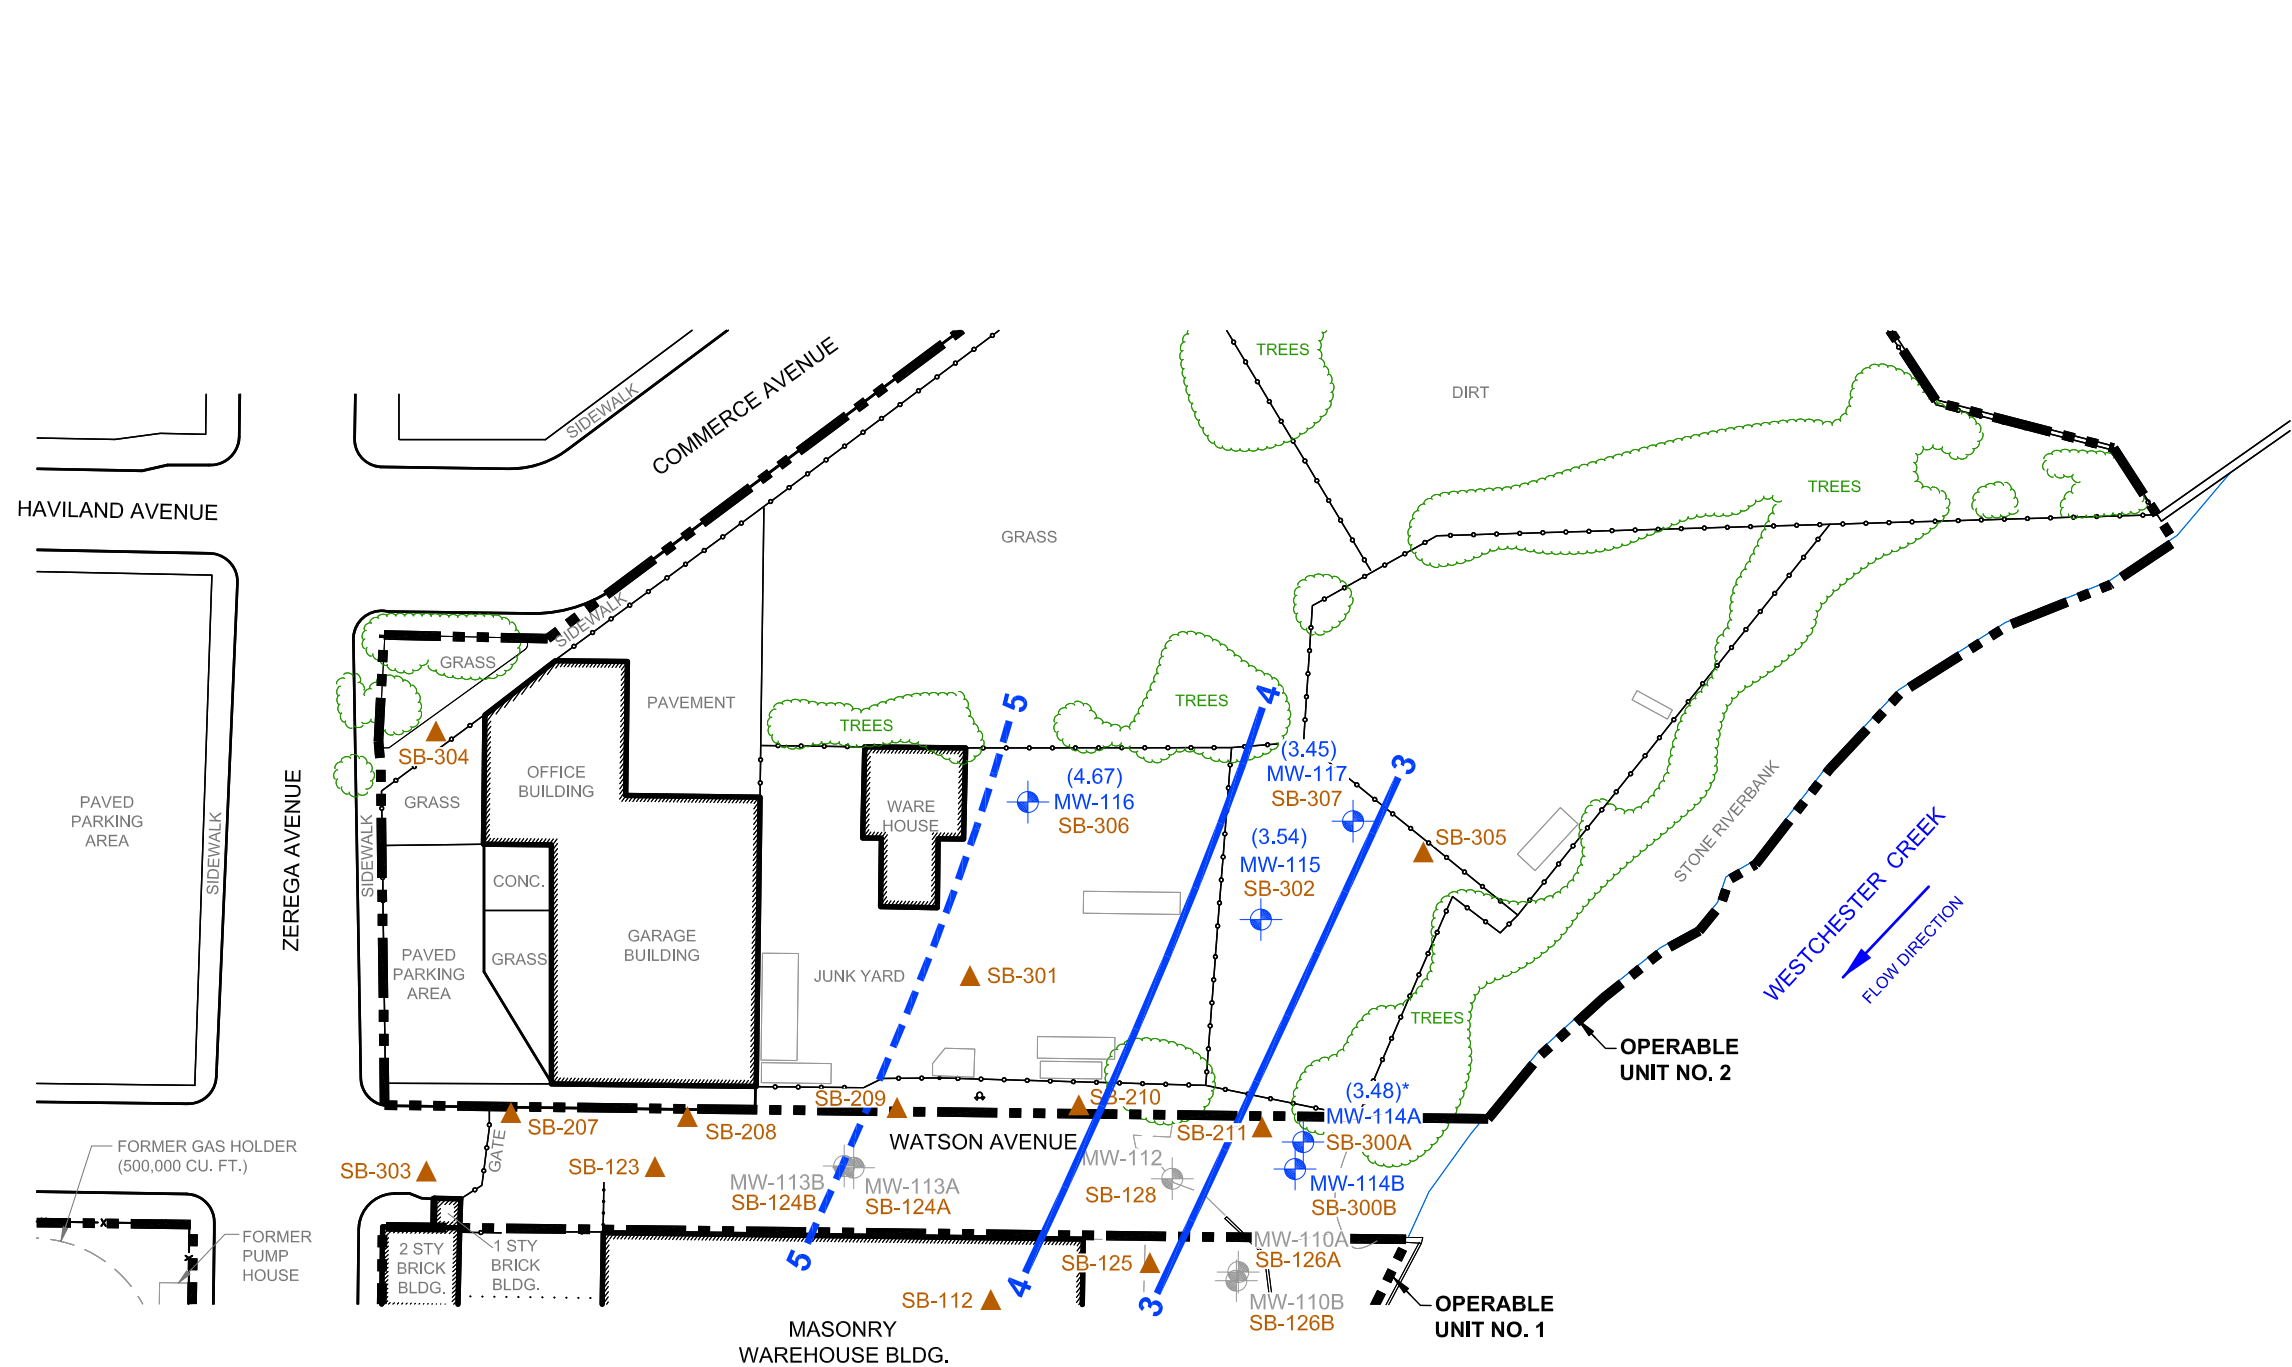 TREES
DIRT
SIDEWALK
COMMERCE AVENUE
HAVILAND AVENUE
TREES
GRASS
SIDEWALK
GRASS
PAVEMENT
TREES
TREES
5
4
SB-304
OFFICE
BUILDING
(3.45)
MW-117
SB-307
3
(4.67)
MW-116
SB-306
PAVED
PARKING
AREA
SIDEWALK
ZEREGA AVENUE
SIDEWALK
GRASS
WARE
HOUSE
(3.54)
MW-115
SB-302
SB-305
STONE RIVERBANK
WESTCHESTER CREEK
FLOW DIRECTION
CONC.
GRASS
PAVED
PARKING
AREA
GARAGE
BUILDING
JUNK YARD
SB-301
TREES
OPERABLE
UNIT NO. 2
SB-207
SB-208
SB-209
SB-210
SB-211
(3.48)*
MW-114A
SB-300A
MW-114B
SB-300B
WATSON AVENUE
FORMER GAS HOLDER
(500,000 CU. FT.)
GATE
SB-303
SB-123
MW-113B
SB-124B
MW-113A
SB-124A
MW-112
SB-128
FORMER
PUMP
HOUSE
2 STY
BRICK
BLDG.
1 STY
BRICK
BLDG.
5
4
3
SB-125
MW-110A
SB-126A
MW-110B
SB-126B
SB-112
OPERABLE
UNIT NO. 1
MASONRY
WAREHOUSE BLDG.